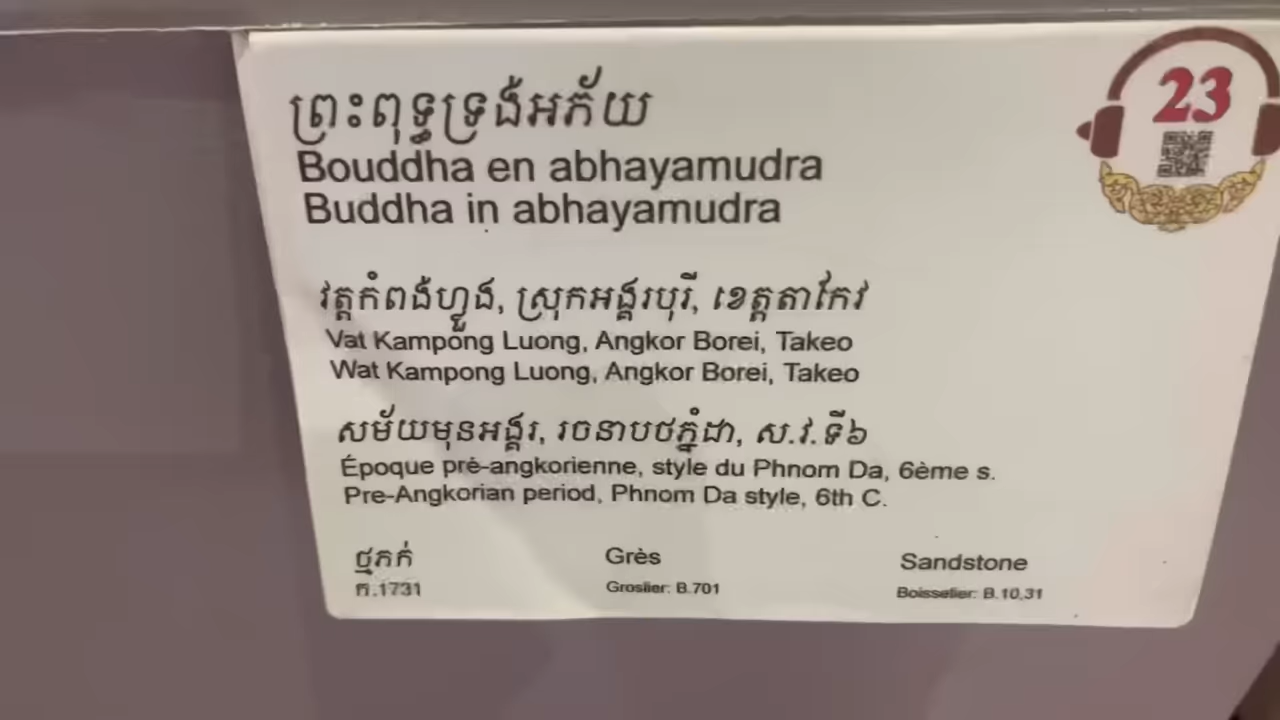 ព្រះពុទ្ធទ្រង់អភ័យ
Bouddha en abhayamudra
Buddha in abhayamudra
23
វត្តកំពង់ហ្លួង, ស្រុកអង្គរបុរី, ខេត្តតាកែវ
Vat Kampong Luong, Angkor Borei, Takeo
Wat Kampong Luong, Angkor Borei, Takeo
សម័យមុនអង្គរ, រចនាបថភ្នំដា, ស.វ.ទី៦
Époque pré-angkorienne, style du Phnom Da, 6ème s.
Pre-Angkorian period, Phnom Da style, 6th C.
ថ្មភក់ Grès Sandstone
ក.1731 Groslier: B.701 Boisselier: B.10,31